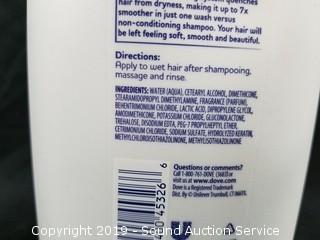 hair from dryness, making it up to 7x
smoother in just one wash versus
non-conditioning shampoo. Your hair will
be left feeling soft, smooth and beautiful.
Directions:
Apply to wet hair after shampooing,
massage and rinse.
INGREDIENTS: WATER (AQUA), CETEARYL ALCOHOL, DIMETHICONE,
STEARAMIDOPROPYL DIMETHYLAMINE, FRAGRANCE (PARFUM),
BEHENTRIMONIUM CHLORIDE, LACTIC ACID, DIPROPYLENE GLYCOL,
AMODIMETHICONE, POTASSIUM CHLORIDE, GLUCONOLACTONE,
TREHALOSE, DISODIUM EDTA, PEG-7 PROPYLHEPTYL ETHER,
CETRIMONIUM CHLORIDE, SODIUM SULFATE, HYDROLYZED KERATIN,
METHYLCHLOROISOTHIAZOLINONE, METHYLISOTHIAZOLINONE
Questions or comments?
Call 1-800-761-DOVE, (3683) or
visit us at www.dove.com
Dove is a Registered Trademark
Dist. By © Unilever Trumbull, CT 06611.
45326 6
Copyright 2019 - Sound Auction Service